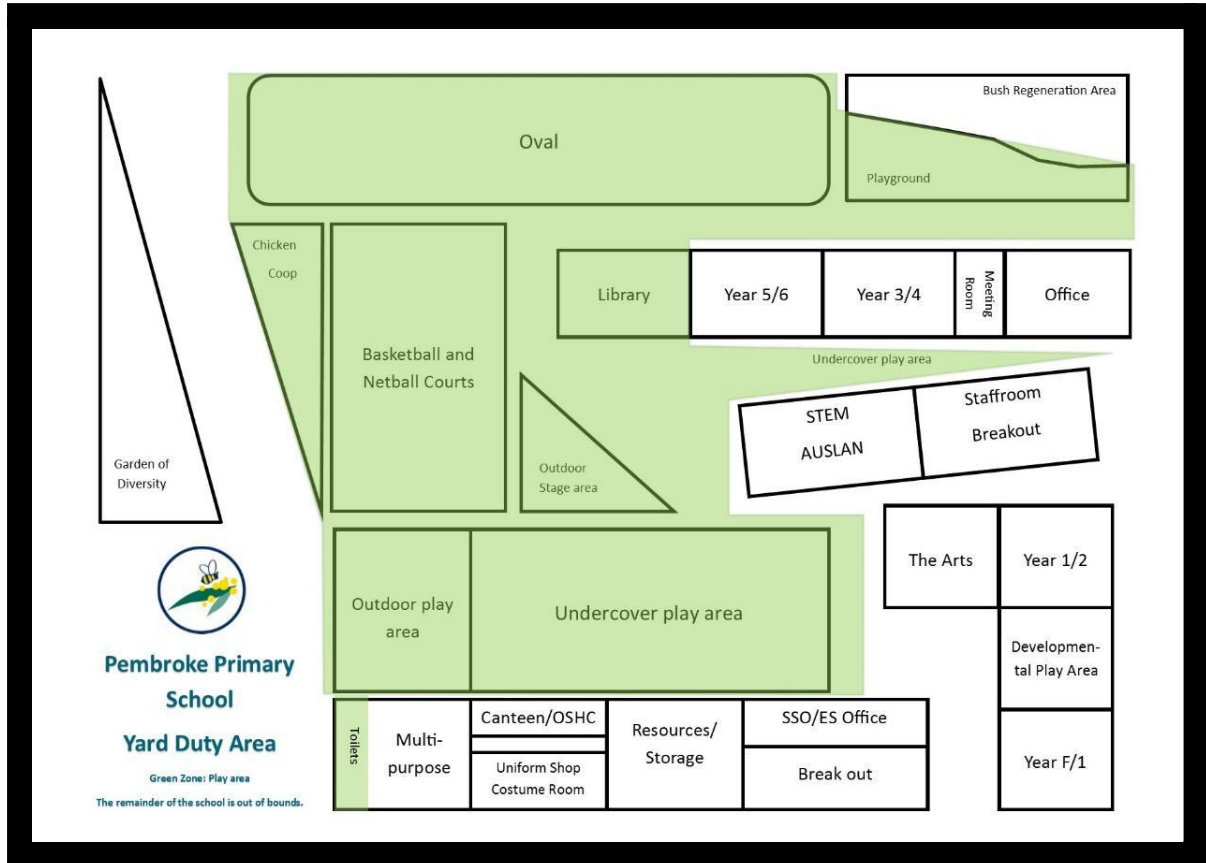 Bush Regeneration Area
Oval
Playground
Chicken
Coop
Library
Year 5/6
Year 3/4
Meeting
Room
Office
Basketball and
Netball Courts
Undercover play area
STEM
AUSLAN
Staffroom
Breakout
Garden of
Diversity
Outdoor
Stage area
The Arts
Year 1/2
Outdoor play
area
Undercover play area
Developmen-
tal Play Area
Pembroke Primary
School
Yard Duty Area
Green Zone: Play area
The remainder of the school is out of bounds.
Toilets
Multi-
purpose
Canteen/OSHC
Uniform Shop
Costume Room
Resources/
Storage
SSO/ES Office
Break out
Year F/1